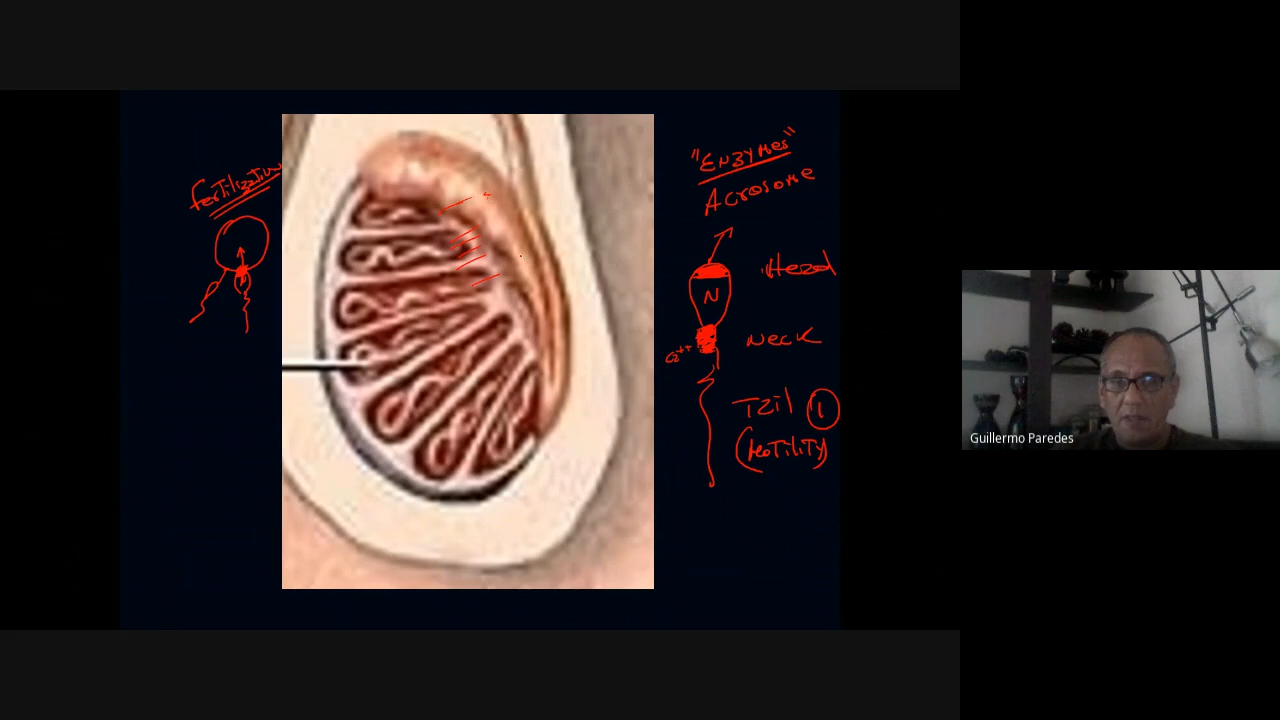 fertilization
"Enzymes"
Acrosome
Head
N
Neck
Ca++
Tail 1
(Motility)
Guillermo Paredes